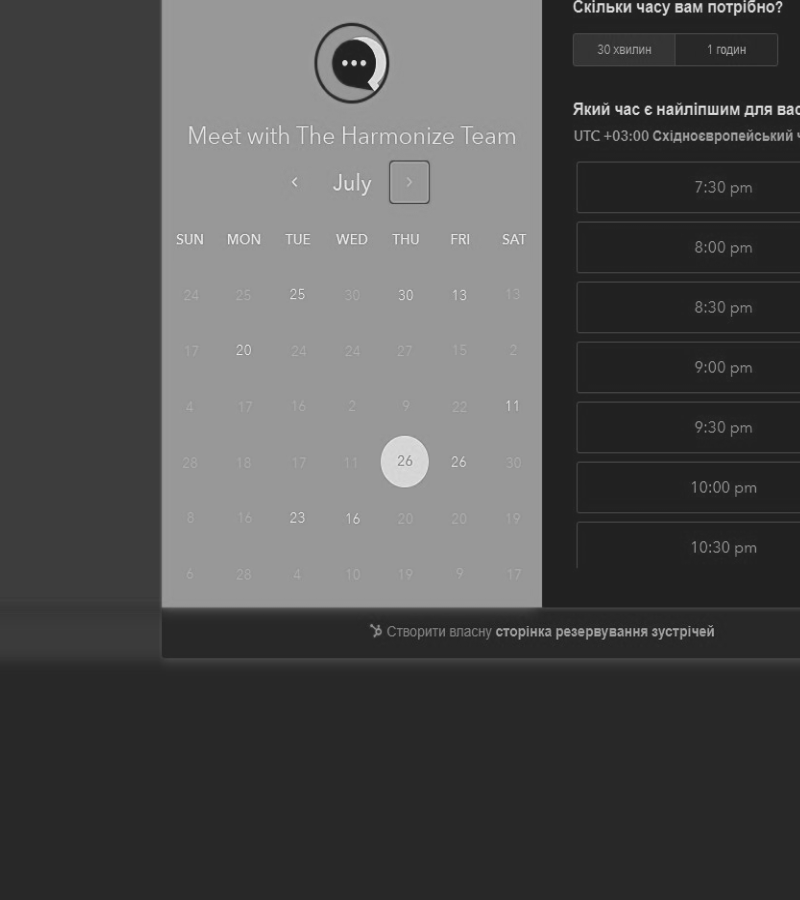 Meet with The Harmonize Team
July
SUN MON TUE WED THU FRI SAT
24 25 25 30 30 13 13
17 20 24 24 27 15 2
4 17 16 2 9 22 11
28 18 17 11 26 26 30
8 16 23 16 20 20 19
6 28 4 10 19 9 17
Скільки часу вам потрібно?
30 хвилин 1 годин
Який час є найліпшим для вас
UTC +03:00 Східноєвропейський
7:30 pm
8:00 pm
8:30 pm
9:00 pm
9:30 pm
10:00 pm
10:30 pm
Створити власну сторінка резервування зустрічей